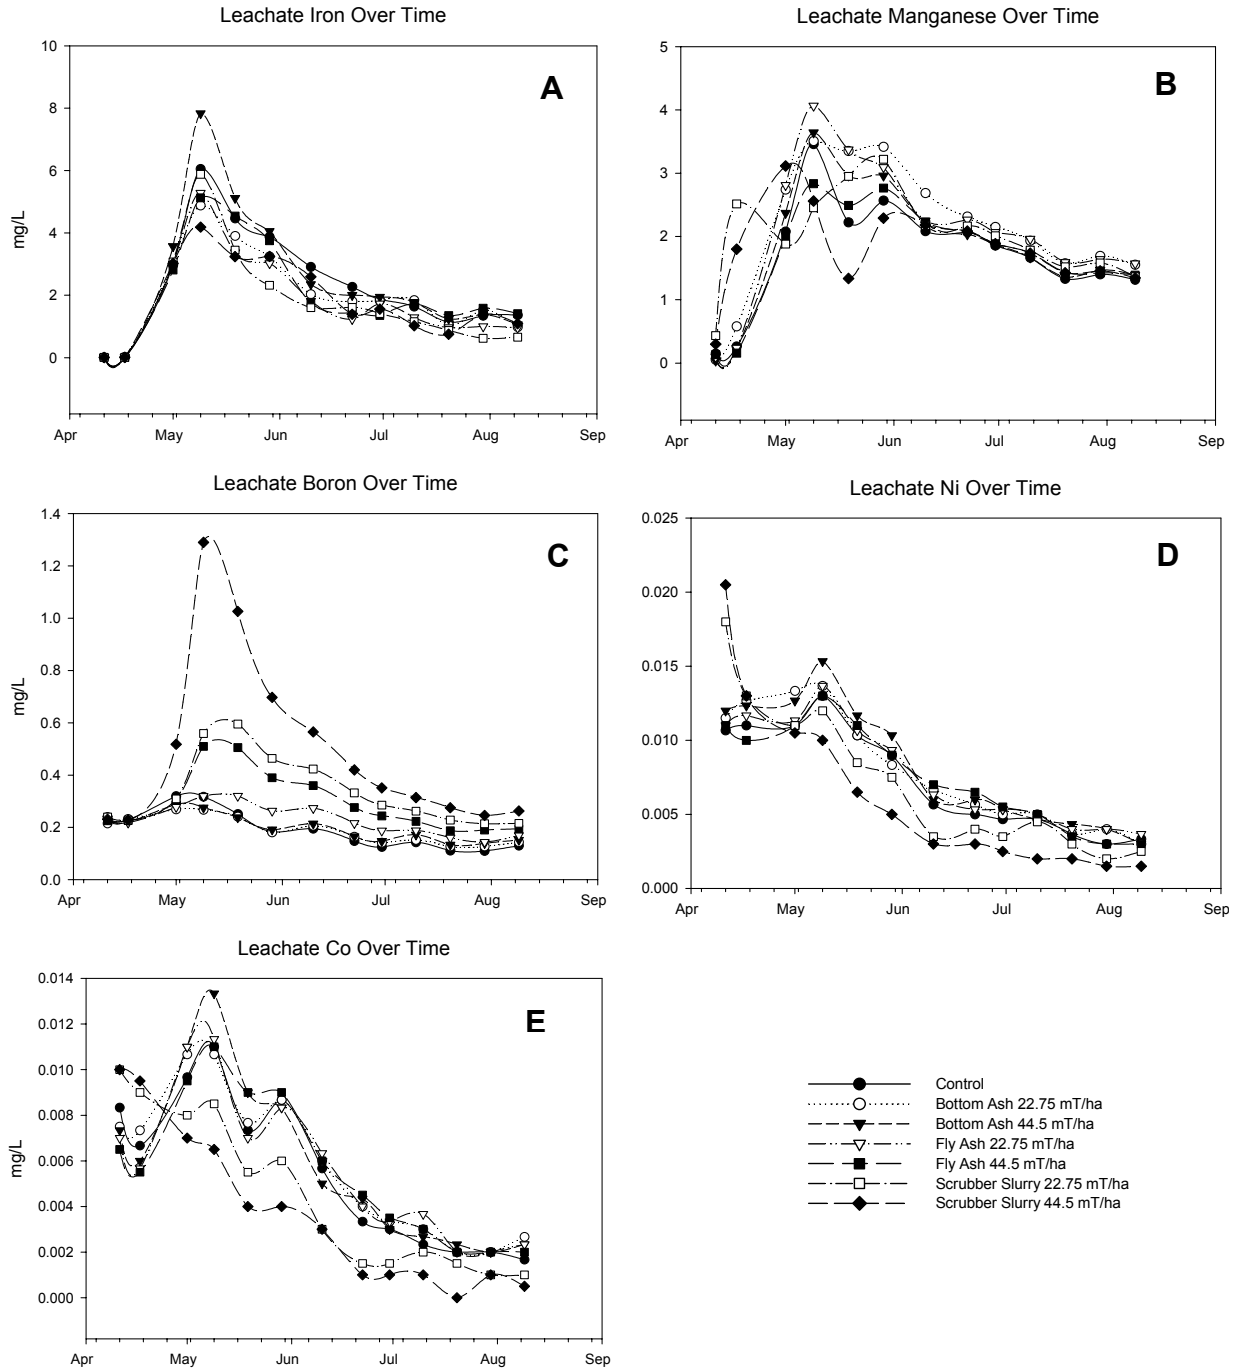 Leachate Iron Over Time
10
8
6
4
2
0
mg/L
A
Apr May Jun Jul Aug Sep
Leachate Manganese Over Time
5
4
3
2
1
0
B
Apr May Jun Jul Aug Sep
Leachate Boron Over Time
1.4
1.2
1.0
0.8
0.6
0.4
0.2
0.0
mg/L
C
Apr May Jun Jul Aug Sep
Leachate Ni Over Time
0.025
0.020
0.015
0.010
0.005
0.000
D
Apr May Jun Jul Aug Sep
Leachate Co Over Time
0.014
0.012
0.010
0.008
0.006
0.004
0.002
0.000
mg/L
E
Apr May Jun Jul Aug Sep
Control
Bottom Ash 22.75 mT/ha
Bottom Ash 44.5 mT/ha
Fly Ash 22.75 mT/ha
Fly Ash 44.5 mT/ha
Scrubber Slurry 22.75 mT/ha
Scrubber Slurry 44.5 mT/ha